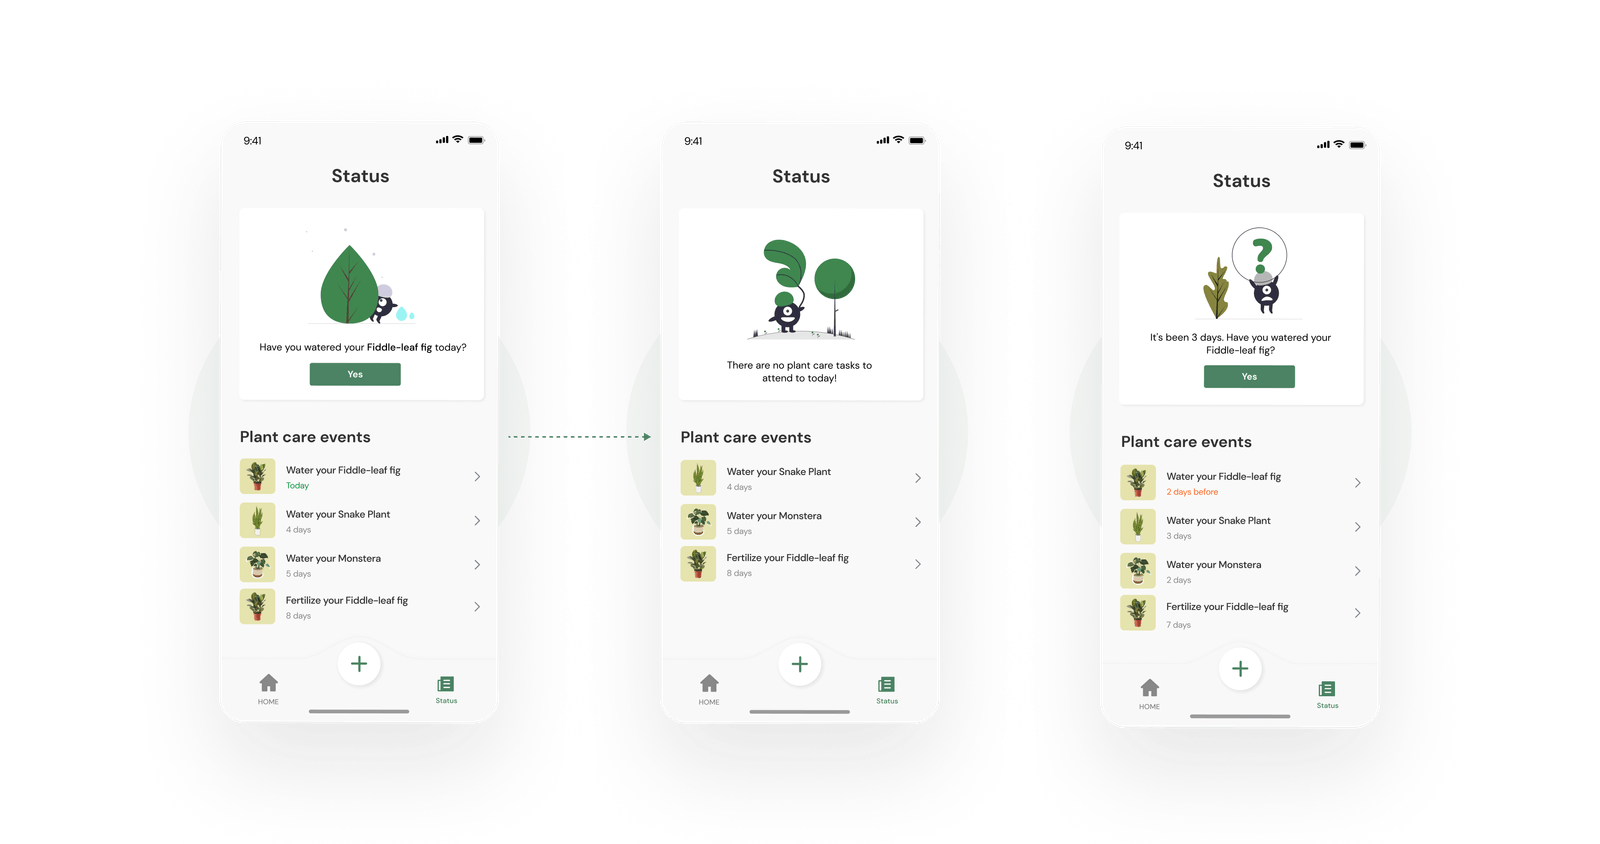 9:41
Status
Have you watered your Fiddle-leaf fig today?
Yes
Plant care events
Water your Fiddle-leaf fig
Today
Water your Snake Plant
4 days
Water your Monstera
5 days
Fertilize your Fiddle-leaf fig
8 days
HOME
Status
9:41
Status
There are no plant care tasks to
attend to today!
Plant care events
Water your Snake Plant
4 days
Water your Monstera
5 days
Fertilize your Fiddle-leaf fig
8 days
HOME
Status
9:41
Status
?
It's been 3 days. Have you watered your
Fiddle-leaf fig?
Yes
Plant care events
Water your Fiddle-leaf fig
2 days before
Water your Snake Plant
3 days
Water your Monstera
2 days
Fertilize your Fiddle-leaf fig
7 days
HOME
Status